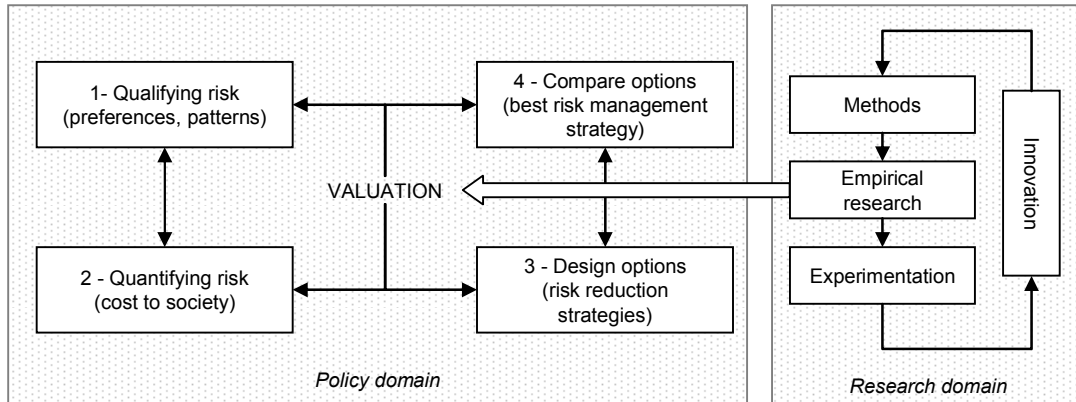 1- Qualifying risk
(preferences, patterns)
4 - Compare options
(best risk management
strategy)
VALUATION
2 - Quantifying risk
(cost to society)
3 - Design options
(risk reduction
strategies)
Policy domain
Methods
Empirical
research
Experimentation
Innovation
Research domain